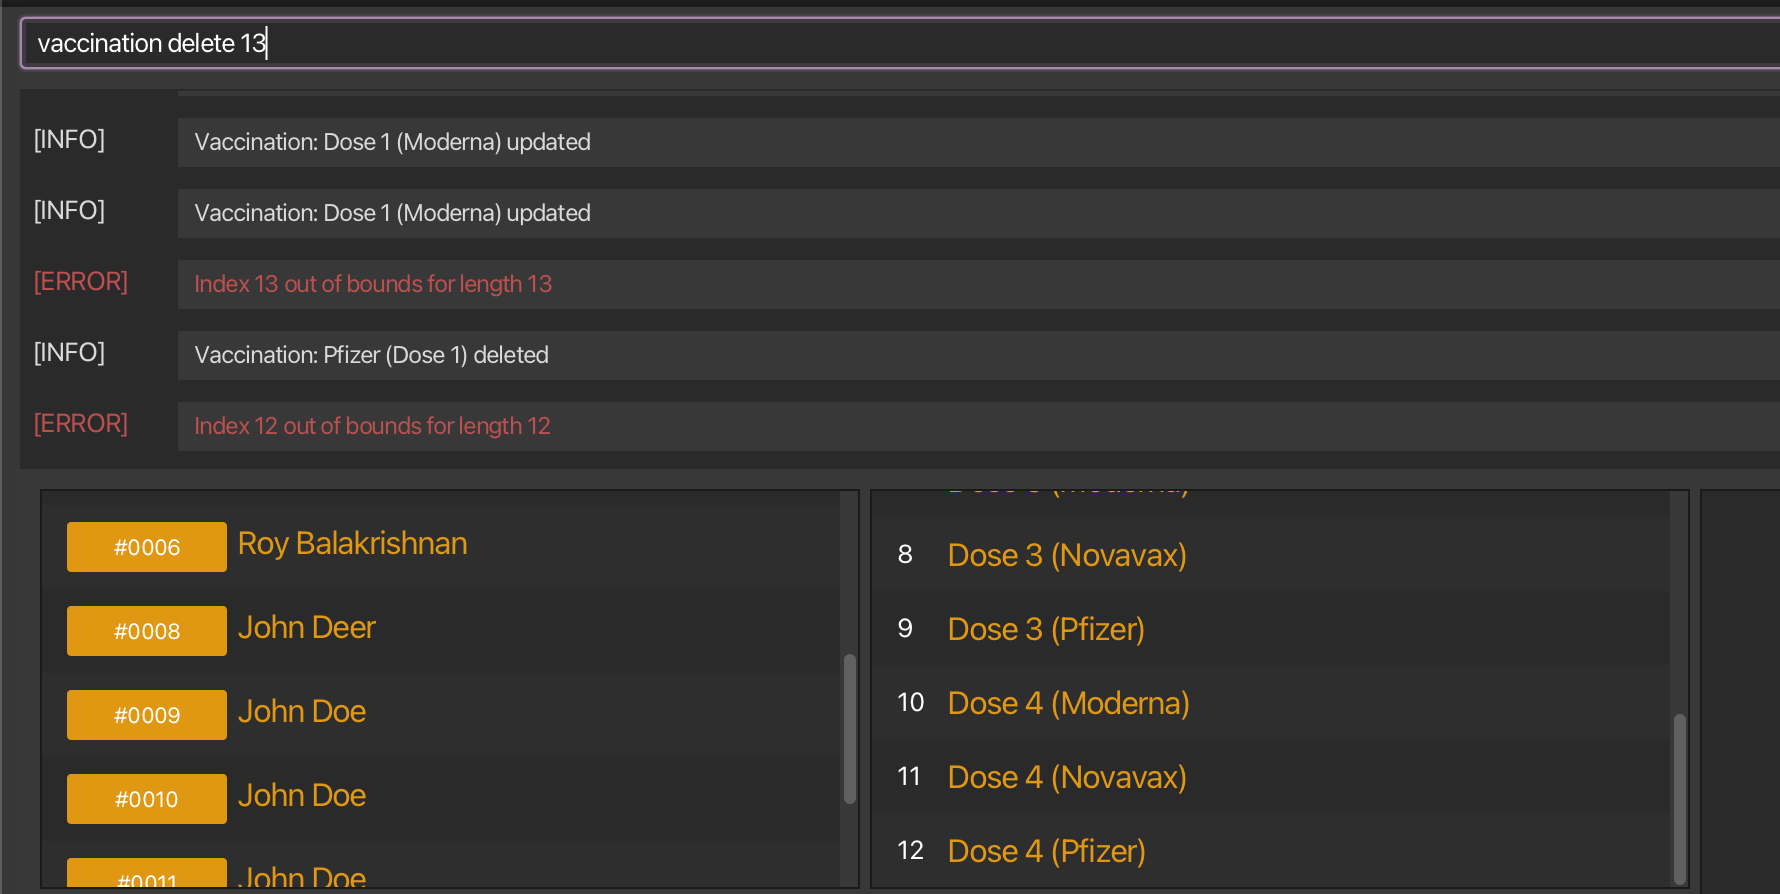 vaccination delete 13
[INFO] Vaccination: Dose 1 (Moderna) updated
[INFO] Vaccination: Dose 1 (Moderna) updated
[ERROR] Index 13 out of bounds for length 13
[INFO] Vaccination: Pfizer (Dose 1) deleted
[ERROR] Index 12 out of bounds for length 12
#0006 Roy Balakrishnan
#0008 John Deer
#0009 John Doe
#0010 John Doe
#0011 John Doe
8 Dose 3 (Novavax)
9 Dose 3 (Pfizer)
10 Dose 4 (Moderna)
11 Dose 4 (Novavax)
12 Dose 4 (Pfizer)